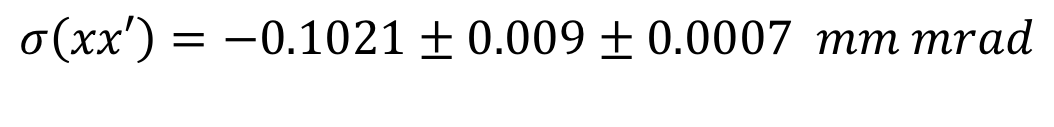 σ(xx′) = −0.1021 ± 0.009 ± 0.0007 mm mrad